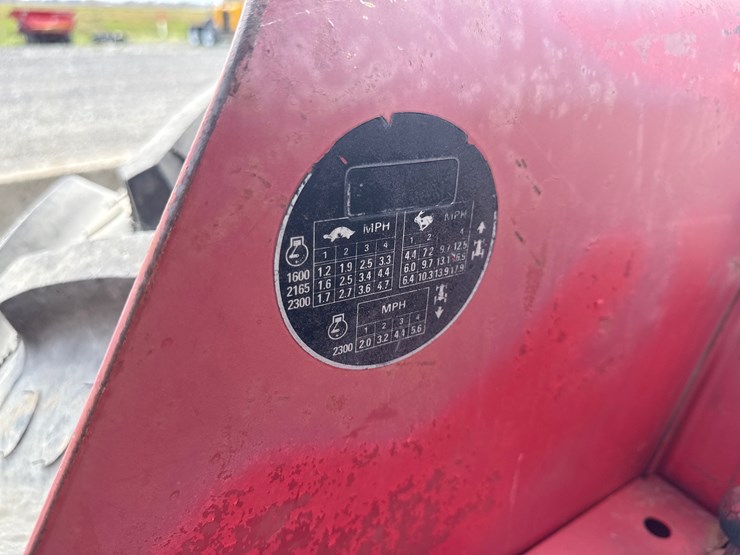 MPH MPH
1 2 3 4 1 2 4
1600 1.2 1.9 2.5 3.3 4.4 7.2 9.7 12.5
2165 1.6 2.5 3.4 4.4 6.0 9.7 13.1 16.5
2300 1.7 2.7 3.6 4.7 6.4 10.3 13.9 17.9
MPH
1 2 3 4
2300 2.0 3.2 4.1 5.6